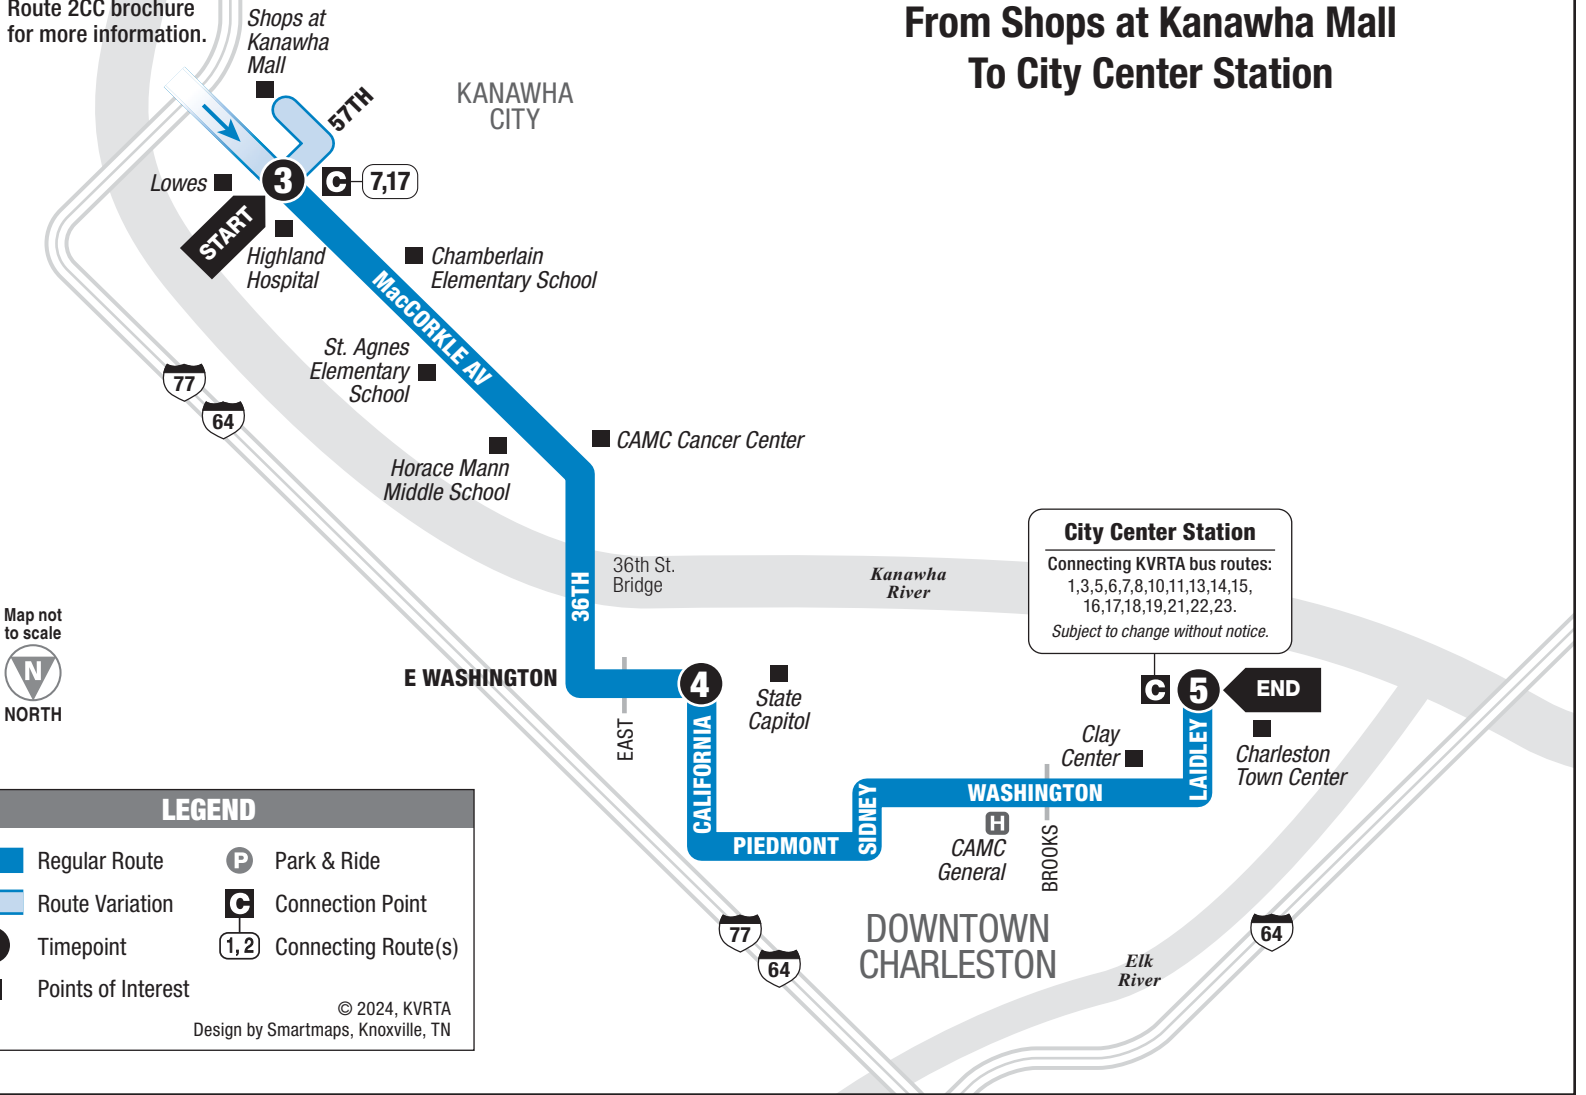 Route 2CC brochure
for more information.
From Shops at Kanawha Mall
To City Center Station
Shops at
Kanawha
Mall
57TH
KANAWHA
CITY
Lowes
3
C
7,17
START
Highland
Hospital
Chamberlain
Elementary School
MacCORKLE AV
St. Agnes
Elementary
School
77
64
CAMC Cancer Center
Horace Mann
Middle School
36th St.
Bridge
36TH
Kanawha
River
City Center Station
Connecting KVRTA bus routes:
1,3,5,6,7,8,10,11,13,14,15,
16,17,18,19,21,22,23.
Subject to change without notice.
Map not
to scale
N
NORTH
E WASHINGTON
4
State
Capitol
EAST
CALIFORNIA
C
5
END
Clay
Center
LAIDLEY
Charleston
Town Center
WASHINGTON
SIDNEY
PIEDMONT
H
CAMC
General
BROOKS
DOWNTOWN
CHARLESTON
77
64
64
Elk
River
LEGEND
Regular Route
P
Park & Ride
Route Variation
C
Connection Point
Timepoint
1, 2
Connecting Route(s)
Points of Interest
© 2024, KVRTA
Design by Smartmaps, Knoxville, TN